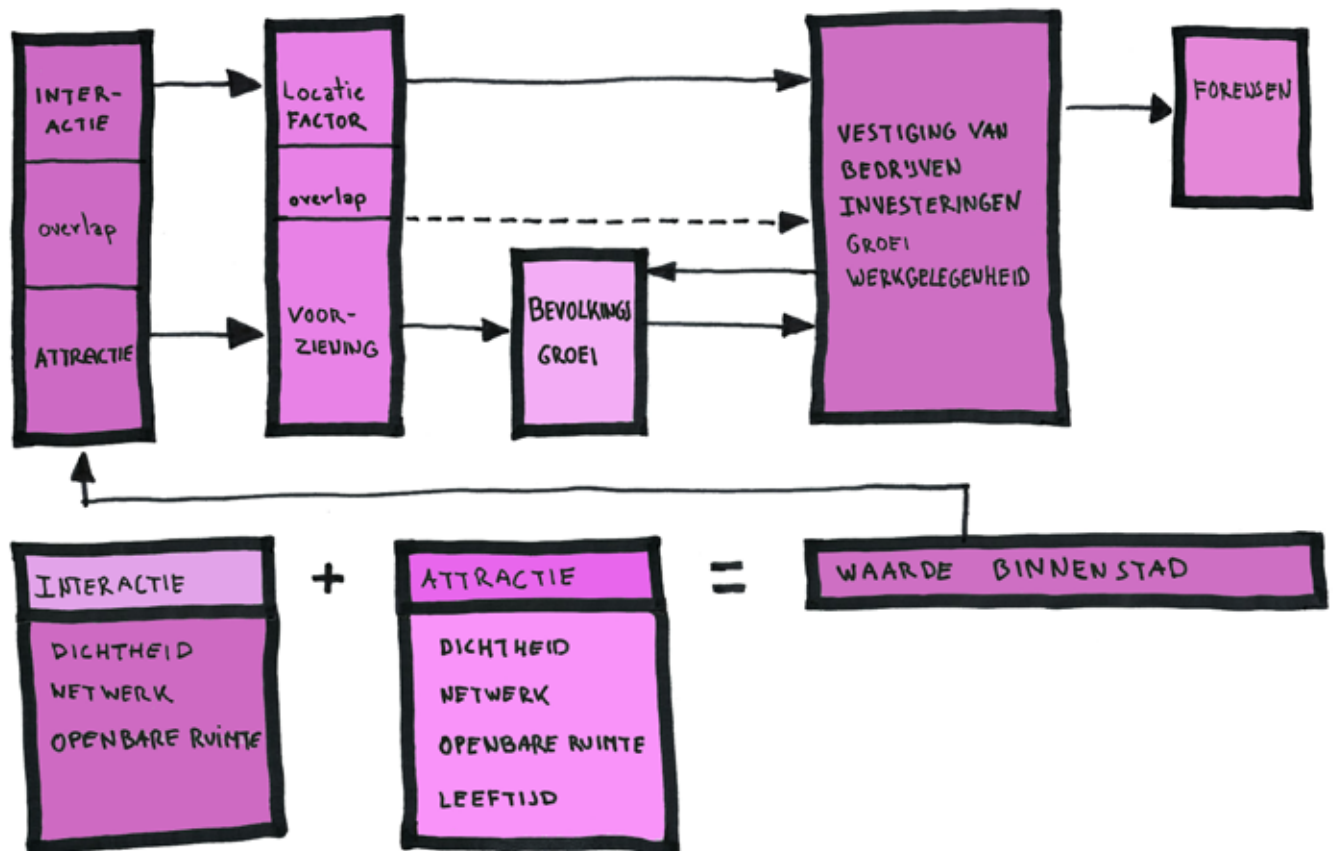 INTER-
ACTIE
overlap
ATTRACTIE
Locatie
FACTOR
overlap
VOOR-
ZIENING
BEVOLKINGS
GROEI
VESTIGING VAN
BEDRIJVEN
INVESTERINGEN
GROEI
WERKGELEGENHEID
FORENSEN
INTERACTIE
DICHTHEID
NETWERK
OPENBARE RUIMTE
+
ATTRACTIE
DICHTHEID
NETWERK
OPENBARE RUIMTE
LEEFTIJD
=
WAARDE BINNENSTAD